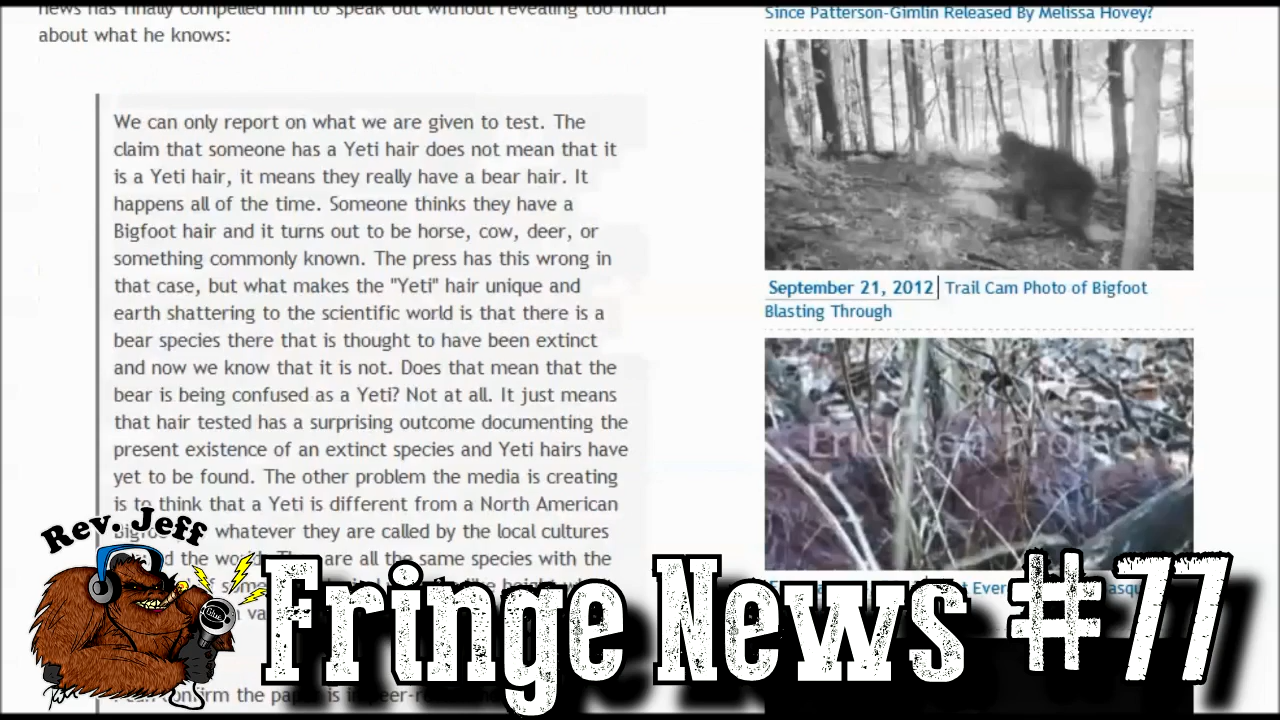 news has finally compelled him to speak out without revealing too much
about what he knows:
We can only report on what we are given to test. The
claim that someone has a Yeti hair does not mean that it
is a Yeti hair, it means they really have a bear hair. It
happens all of the time. Someone thinks they have a
Bigfoot hair and it turns out to be horse, cow, deer, or
something commonly known. The press has this wrong in
that case, but what makes the "Yeti" hair unique and
earth shattering to the scientific world is that there is a
bear species there that is thought to have been extinct
and now we know that it is not. Does that mean that the
bear is being confused as a Yeti? Not at all. It just means
that hair tested has a surprising outcome documenting the
present existence of an extinct species and Yeti hairs have
yet to be found. The other problem the media is creating
is to think that a Yeti is different from a North American
whatever they are called by the local cultures
the are all the same species with the
the is in
Since Patterson-Gimlin Released By Melissa Hovey?
September 21, 2012 Trail Cam Photo of Bigfoot
Blasting Through
Erickson Project
Ever
Rev. Jeff
Blue
Fringe News #77